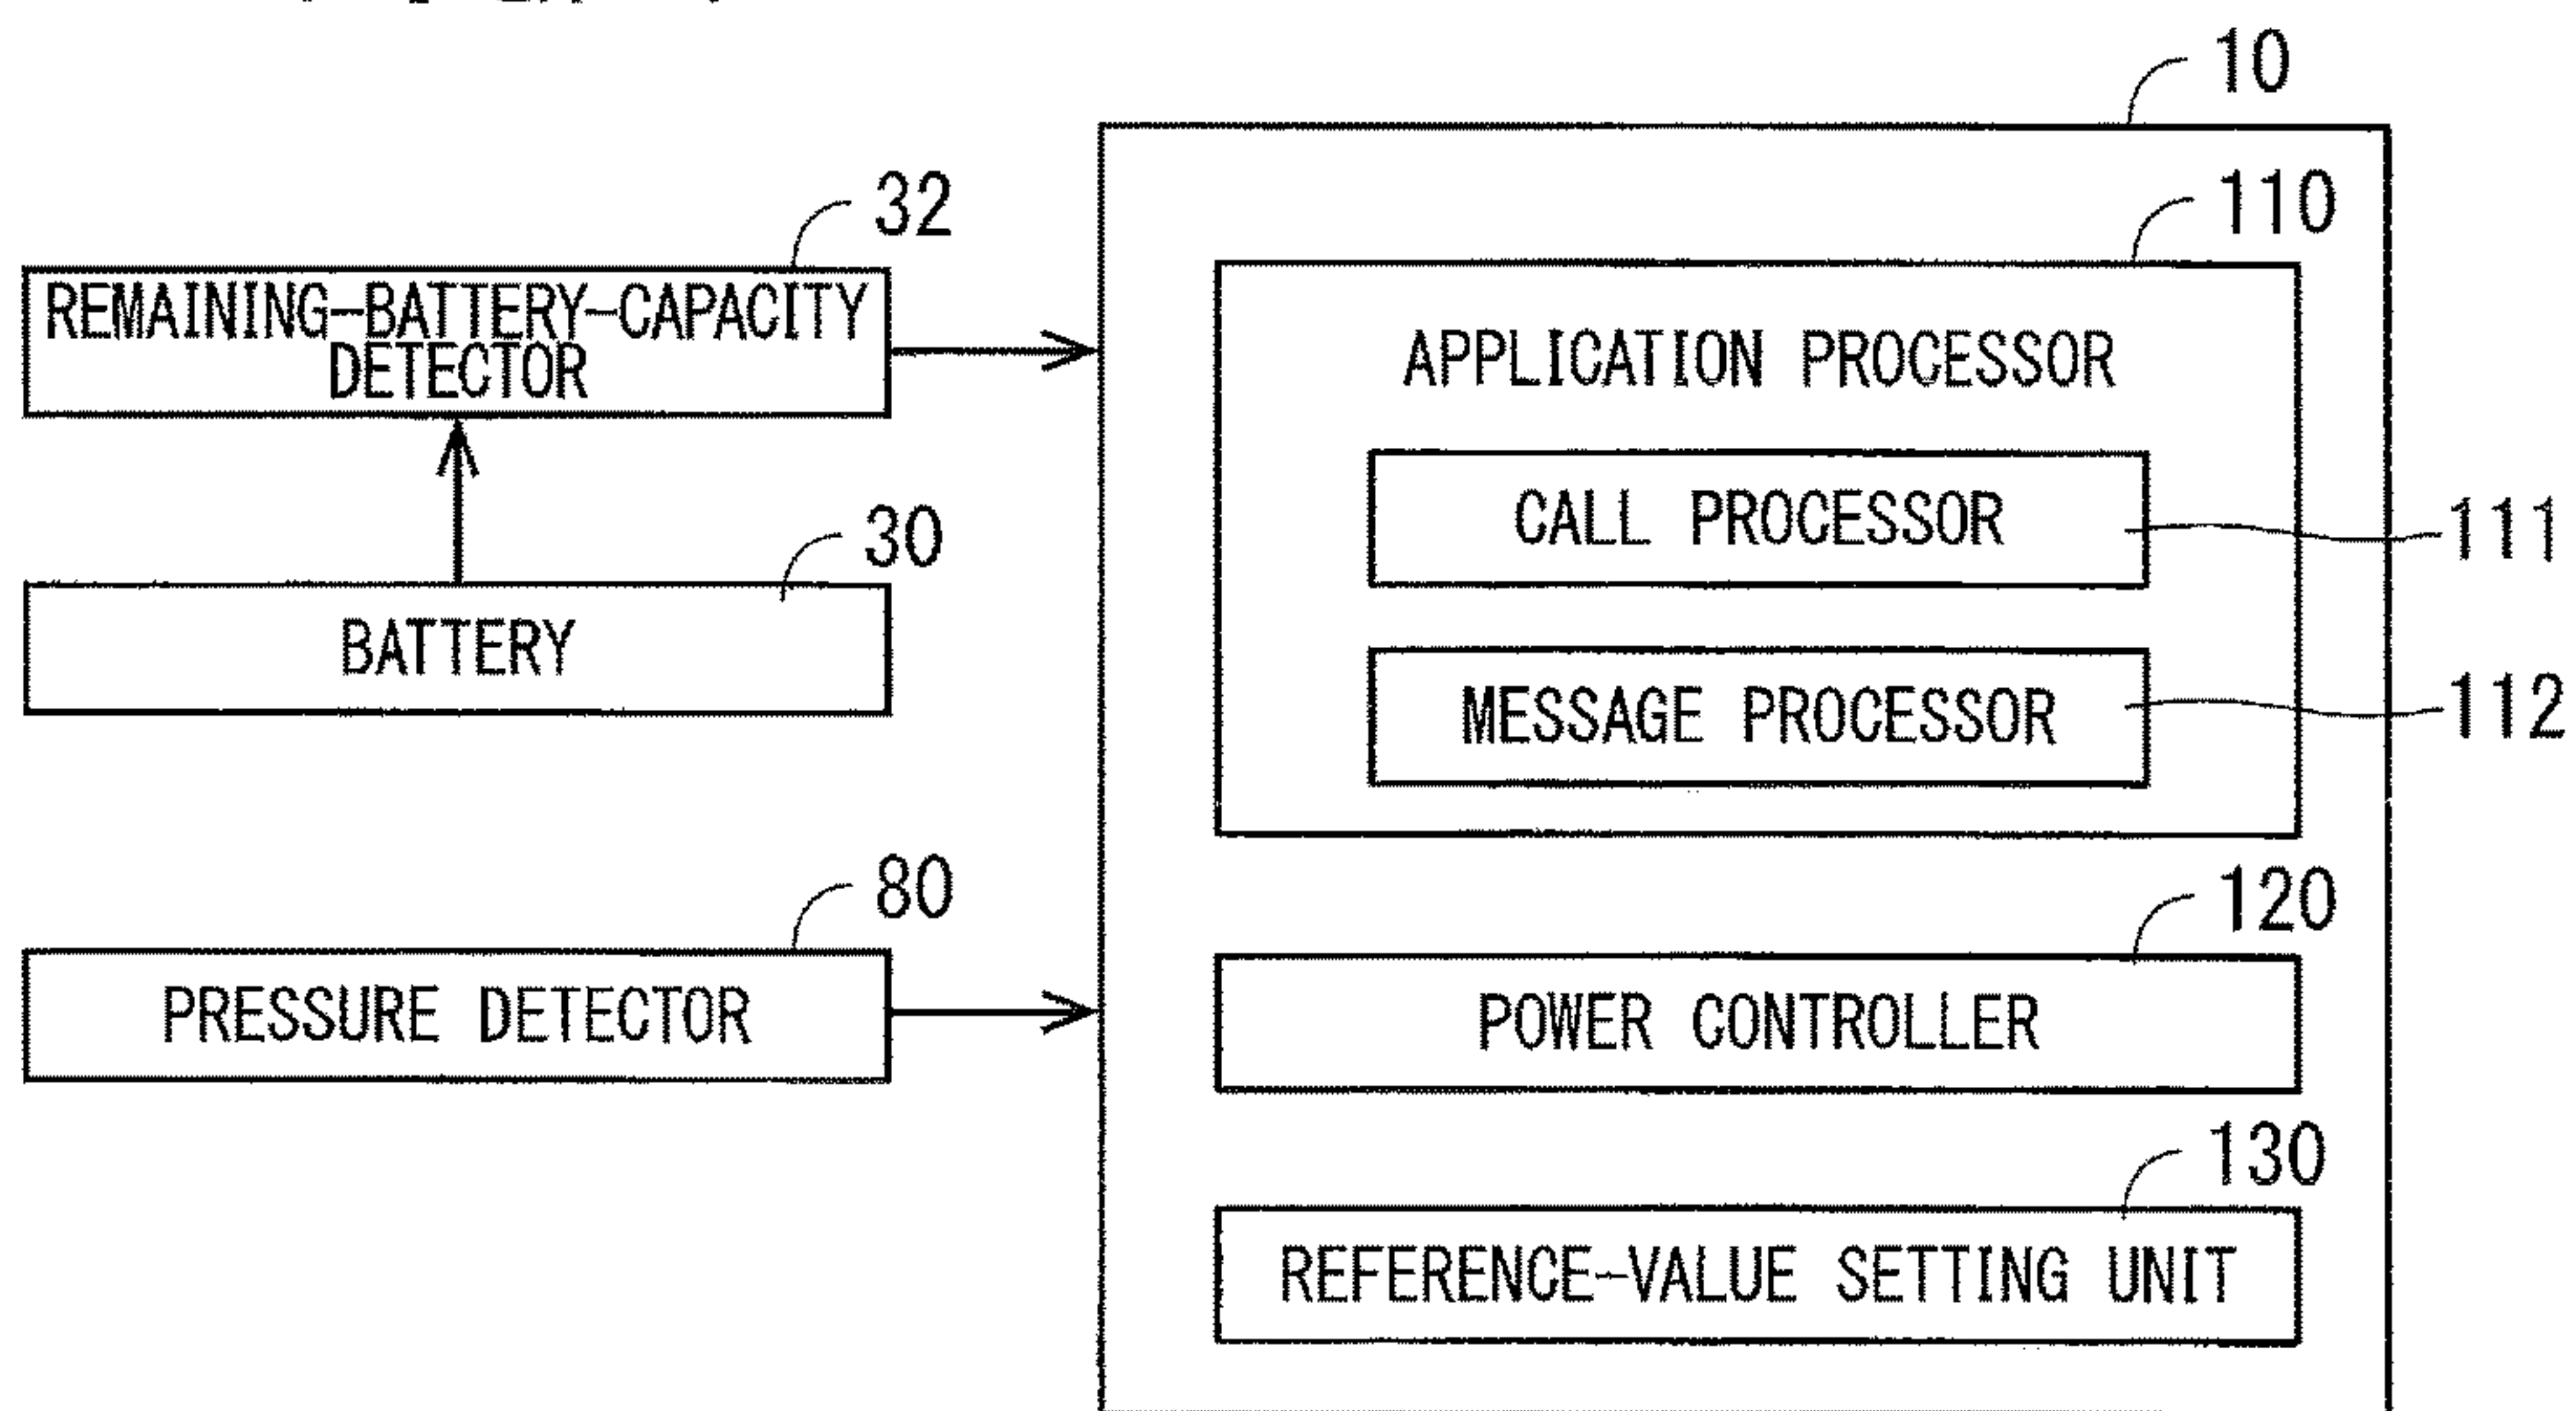 10
32
110
REMAINING-BATTERY-CAPACITY
DETECTOR
APPLICATION PROCESSOR
30
CALL PROCESSOR
111
BATTERY
MESSAGE PROCESSOR
112
80
120
PRESSURE DETECTOR
POWER CONTROLLER
130
REFERENCE-VALUE SETTING UNIT